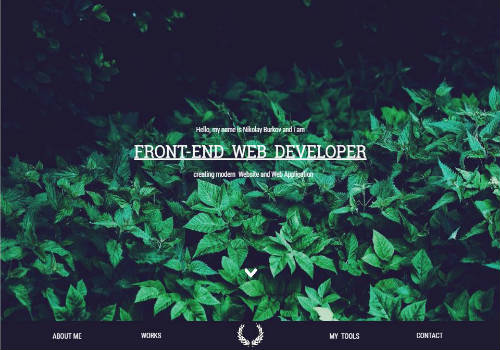 Hello, my name is Nikolay Burkov and I am
FRONT-END WEB DEVELOPER
creating modern Website and Web Application
ABOUT ME
WORKS
MY TOOLS
CONTACT